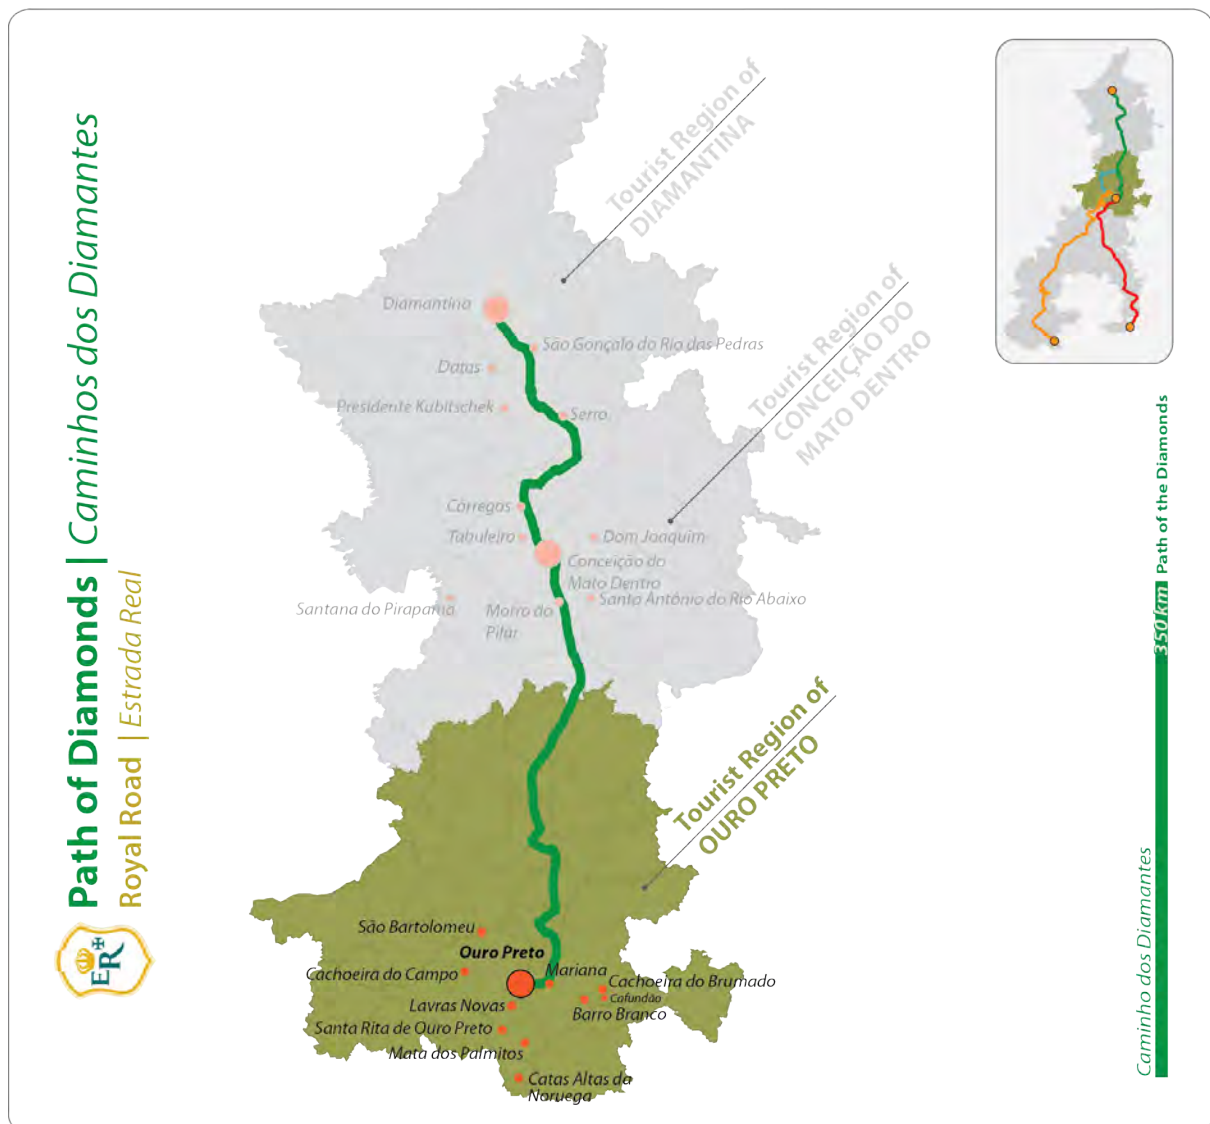 Path of Diamonds | Caminhos dos Diamantes
Royal Road | Estrada Real
ER
Tourist Region of
DIAMANTINA
Tourist Region of
CONCEIÇÃO DO
MATO DENTRO
Diamantina
São Gonçalo do Rio das Pedras
Datas
Presidente Kubitschek
Serro
Córregos
Tabuleiro
Dom Joaquim
Conceição do
Mato Dentro
Santana do Pirapama
Morro do
Pilar
Santo Antônio do Rio Abaixo
Tourist Region of
OURO PRETO
São Bartolomeu
Ouro Preto
Cachoeira do Campo
Mariana
Cachoeira do Brumado
Cafundão
Lavras Novas
Barro Branco
Santa Rita de Ouro Preto
Mata dos Palmitos
Catas Altas da
Noruega
Caminho dos Diamantes
350 km
Path of the Diamonds